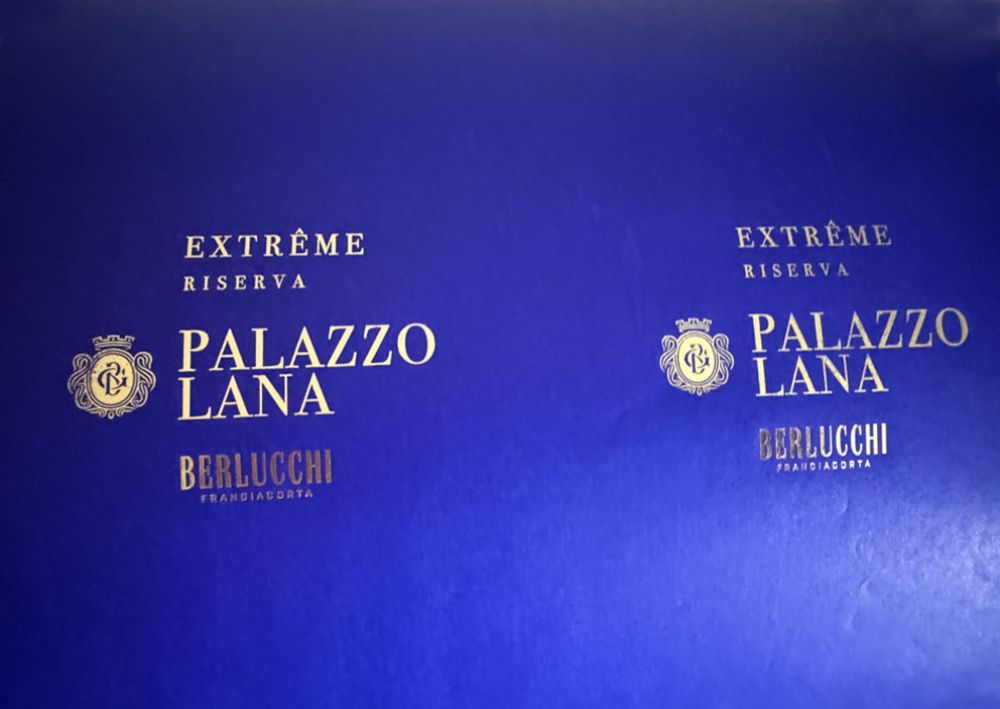 EXTRÊME
RISERVA
PALAZZO
LANA
BERLUCCHI
FRANCIACORTA
EXTRÊME
RISERVA
PALAZZO
LANA
BERLUCCHI
FRANCIACORTA